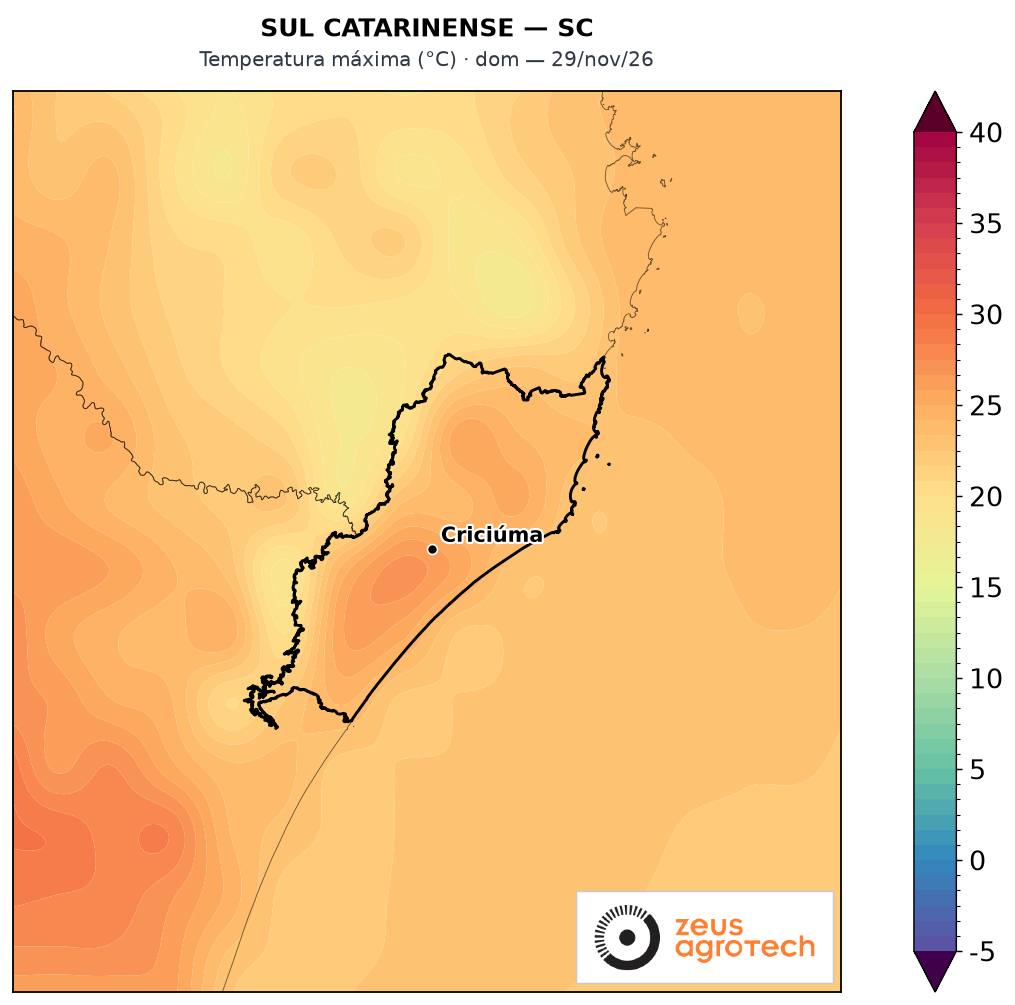 SUL CATARINENSE — SC
Temperatura máxima (°C) · dom — 29/nov/26
40
35
30
25
20
15
10
5
0
-5
Criciúma
zeus
agrotech